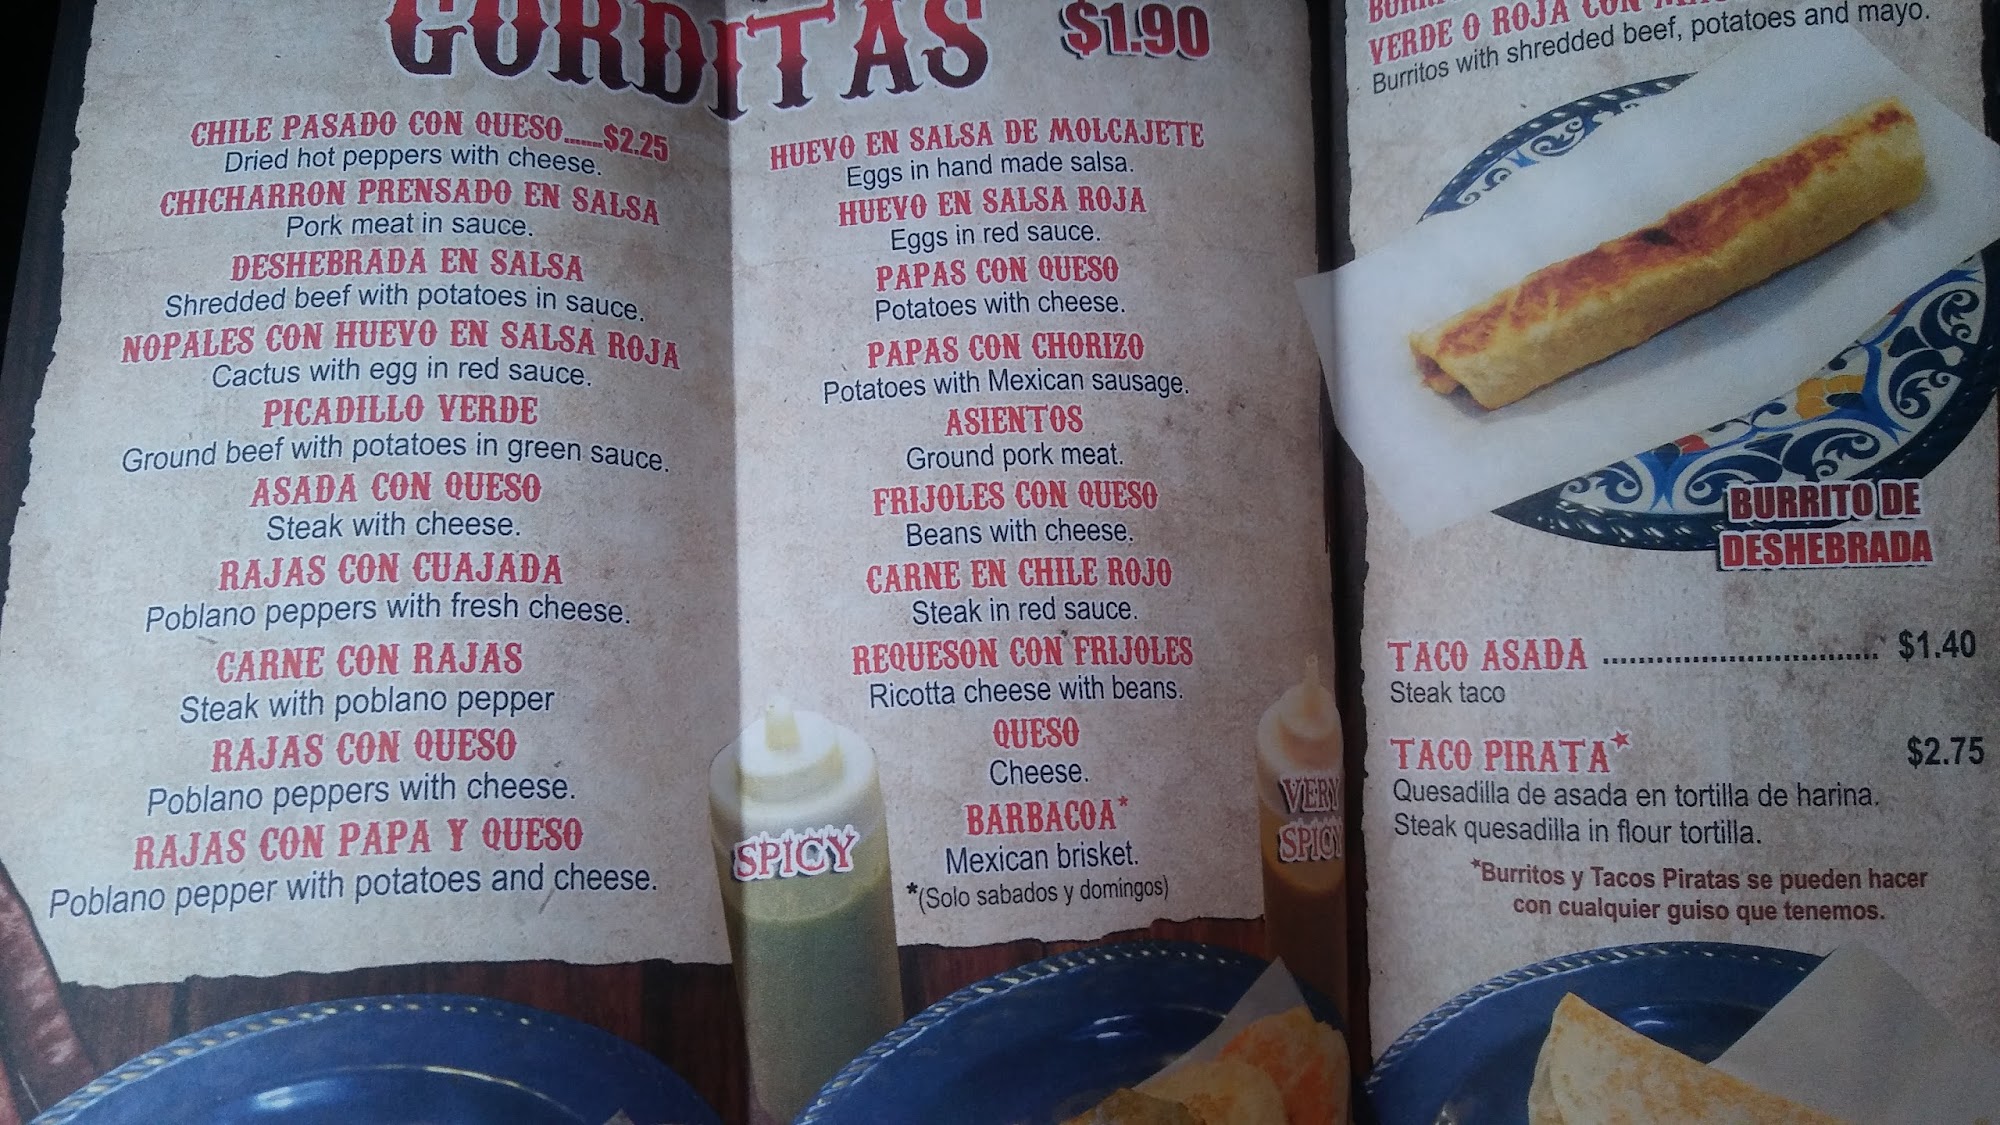 GORDITAS $1.90
CHILE PASADO CON QUESO......$2.25
Dried hot peppers with cheese.
CHICHARRON PRENSADO EN SALSA
Pork meat in sauce.
DESHEBRADA EN SALSA
Shredded beef with potatoes in sauce.
NOPALES CON HUEVO EN SALSA ROJA
Cactus with egg in red sauce.
PICADILLO VERDE
Ground beef with potatoes in green sauce.
ASADA CON QUESO
Steak with cheese.
RAJAS CON CUAJADA
Poblano peppers with fresh cheese.
CARNE CON RAJAS
Steak with poblano pepper
RAJAS CON QUESO
Poblano peppers with cheese.
RAJAS CON PAPA Y QUESO
Poblano pepper with potatoes and cheese.
HUEVO EN SALSA DE MOLCAJETE
Eggs in hand made salsa.
HUEVO EN SALSA ROJA
Eggs in red sauce.
PAPAS CON QUESO
Potatoes with cheese.
PAPAS CON CHORIZO
Potatoes with Mexican sausage.
ASIENTOS
Ground pork meat.
FRIJOLES CON QUESO
Beans with cheese.
CARNE EN CHILE ROJO
Steak in red sauce.
REQUESON CON FRIJOLES
Ricotta cheese with beans.
QUESO
Cheese.
BARBACOA*
Mexican brisket.
*(Solo sabados y domingos)
SPICY
VERY
SPICY
VERDE O ROJA CON
Burritos with shredded beef, potatoes and mayo.
BURRITO DE
DESHEBRADA
TACO ASADA ................................ $1.40
Steak taco
TACO PIRATA* $2.75
Quesadilla de asada en tortilla de harina.
Steak quesadilla in flour tortilla.
*Burritos y Tacos Piratas se pueden hacer
con cualquier guiso que tenemos.